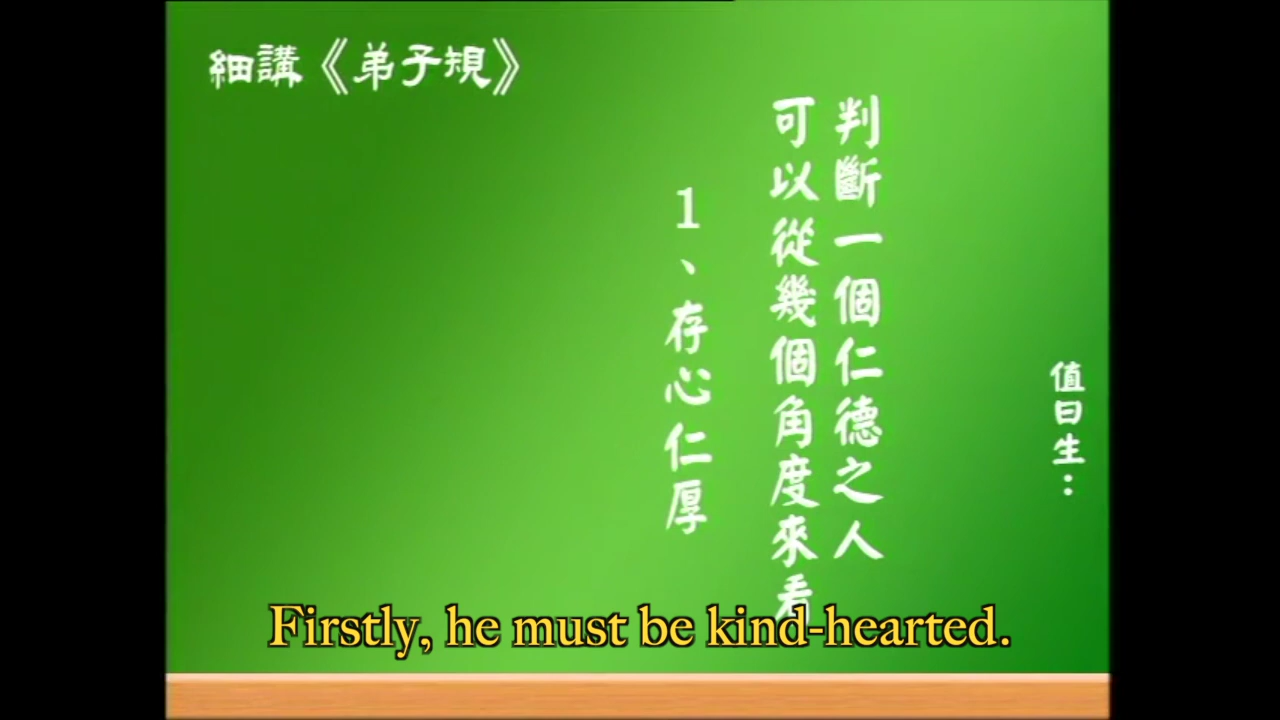 細講《弟子規》
值日生：
判斷一個仁德之人
可以從幾個角度來看
1、存心仁厚
Firstly, he must be kind-hearted.